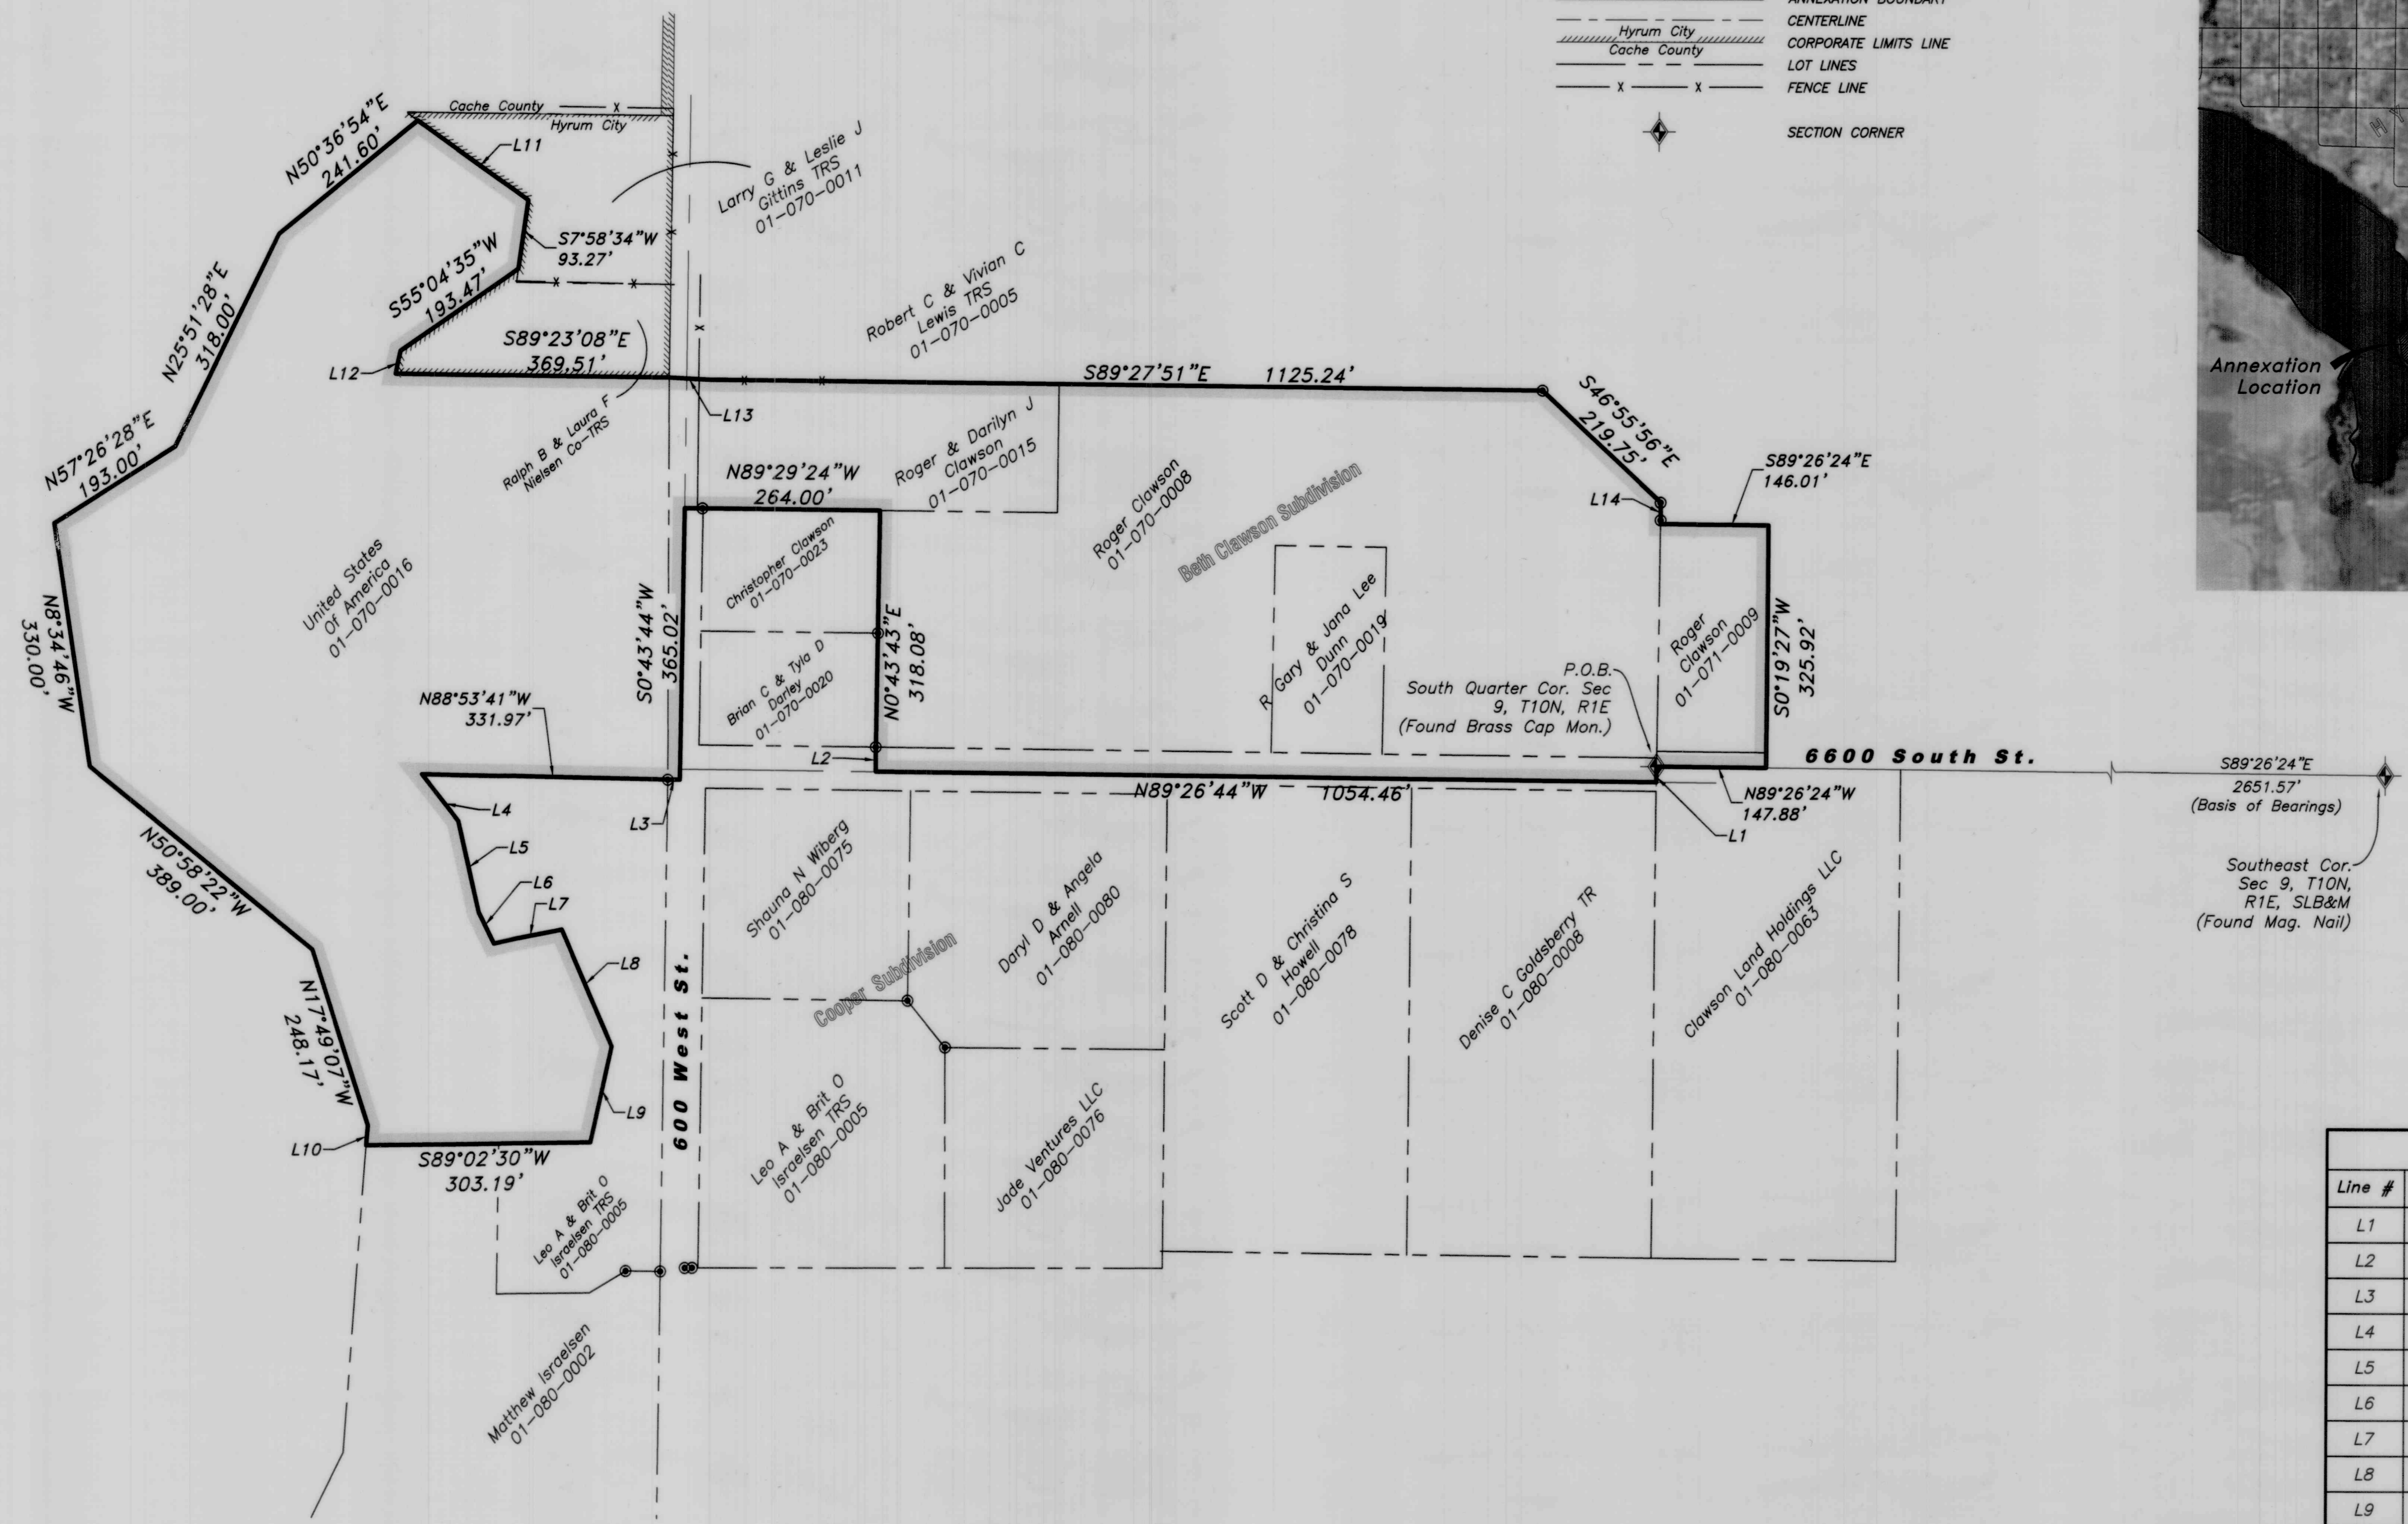 ANNEXATION BOUNDARY
CENTERLINE
Hyrum City
Cache County
CORPORATE LIMITS LINE
LOT LINES
X X
FENCE LINE
SECTION CORNER
H Y
Annexation
Location
Cache County
X
Hyrum City
N50°36'54"E
241.60'
L11
Larry G & Leslie J
Gittins TRS
01-070-0011
S7°58'34"W
93.27'
S55°04'35"W
193.47'
Robert C & Vivian C
Lewis TRS
01-070-0005
N25°51'28"E
318.00'
S89°23'08"E
369.51'
L12
L13
S89°27'51"E 1125.24'
S46°55'56"E
219.75'
N57°26'28"E
193.00'
Ralph B & Laura F
Nielsen Co-TRS
Roger & Darilyn J
Clawson
01-070-0015
N89°29'24"W
264.00'
Roger Clawson
01-070-0008
Beth Clawson Subdivision
S89°26'24"E
146.01'
L14
United States
Of America
01-070-0016
Christopher Clawson
01-070-0023
S0°43'44"W
365.02'
N0°43'43"E
318.08'
Brian C & Tyla D
Darley
01-070-0020
R Gary & Jana Lee
Dunn
01-070-0019
Roger
Clawson
01-071-0009
S0°19'27"W
325.92'
N8°34'46"W
330.00'
P.O.B.
South Quarter Cor. Sec
9, T10N, R1E
(Found Brass Cap Mon.)
N88°53'41"W
331.97'
L2
6600 South St.
S89°26'24"E
2651.57'
(Basis of Bearings)
N89°26'44"W 1054.46'
N89°26'24"W
147.88'
L1
L3
L4
L5
L6
L7
L8
L9
L10
N50°58'22"W
389.00'
Southeast Cor.
Sec 9, T10N,
R1E, SLB&M
(Found Mag. Nail)
Shauna N Wiberg
01-080-0075
Daryl D & Angela
Arnell
01-080-0080
Scott D & Christina S
Howell
01-080-0078
Denise C Goldsberry TR
01-080-0008
Clawson Land Holdings LLC
01-080-0063
Cooper Subdivision
N17°49'07"W
248.17'
600 West St.
S89°02'30"W
303.19'
Leo A & Brit O
Israelsen TRS
01-080-0005
Jade Ventures LLC
01-080-0076
Leo A & Brit O
Israelsen TRS
01-080-0005
Matthew Israelsen
01-080-0002
Line #
L1
L2
L3
L4
L5
L6
L7
L8
L9